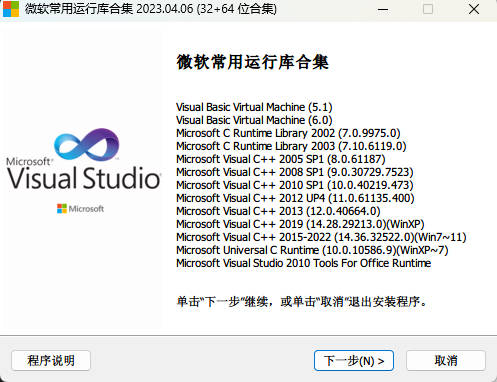 微软常用运行库合集 2023.04.06 (32+64 位合集)
微软常用运行库合集
Visual Basic Virtual Machine (5.1)
Visual Basic Virtual Machine (6.0)
Microsoft C Runtime Library 2002 (7.0.9975.0)
Microsoft C Runtime Library 2003 (7.10.6119.0)
Microsoft Visual C++ 2005 SP1 (8.0.61187)
Microsoft Visual C++ 2008 SP1 (9.0.30729.7523)
Microsoft Visual C++ 2010 SP1 (10.0.40219.473)
Microsoft Visual C++ 2012 UP4 (11.0.61135.400)
Microsoft Visual C++ 2013 (12.0.40664.0)
Microsoft Visual C++ 2019 (14.28.29213.0)(WinXP)
Microsoft Visual C++ 2015-2022 (14.36.32522.0)(Win7~11)
Microsoft Universal C Runtime (10.0.10586.9)(WinXP~7)
Microsoft Visual Studio 2010 Tools For Office Runtime
Microsoft®
Visual Studio
Microsoft
单击“下一步”继续，或单击“取消”退出安装程序。
程序说明
下一步(N) >
取消